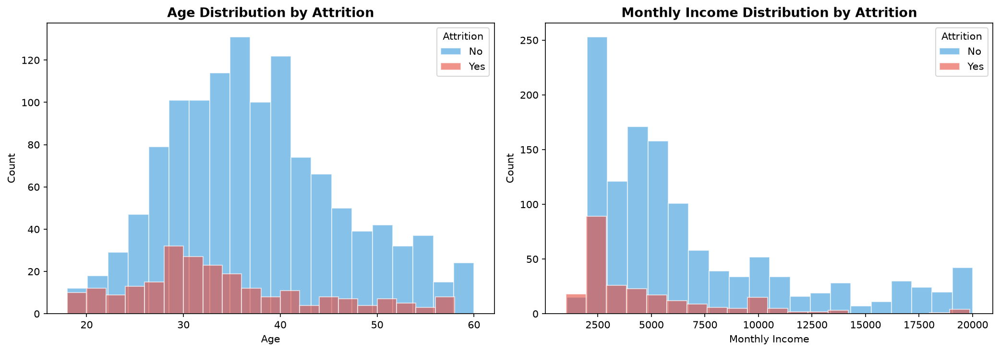 Age Distribution by Attrition
Attrition
No
Yes
120
100
80
60
40
20
0
Count
20 30 40 50 60
Age
Monthly Income Distribution by Attrition
Attrition
No
Yes
250
200
150
100
50
0
Count
2500 5000 7500 10000 12500 15000 17500 20000
Monthly Income